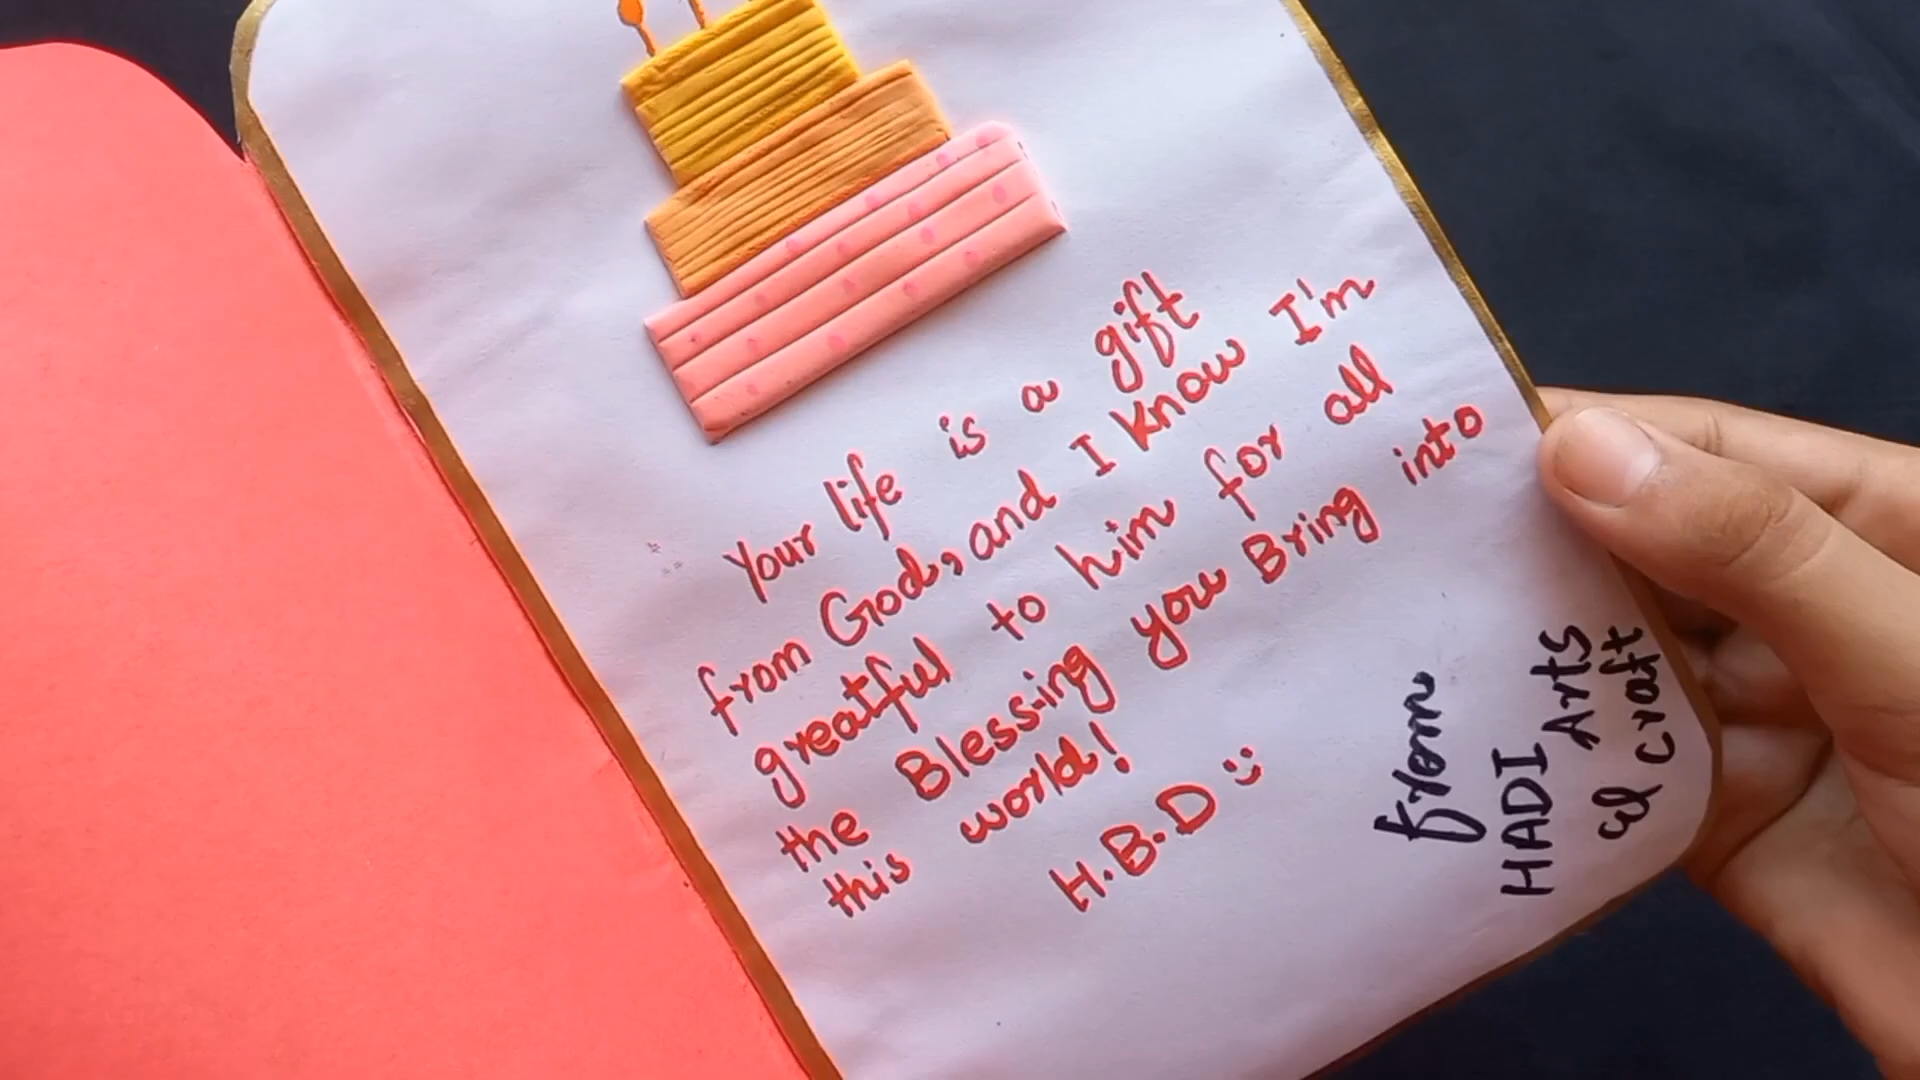 Your life is a gift
from God, and I know I'm
greatful to him for all
the Blessing you Bring into
this world!
H.B.D :)
from
HADI Arts
& craft